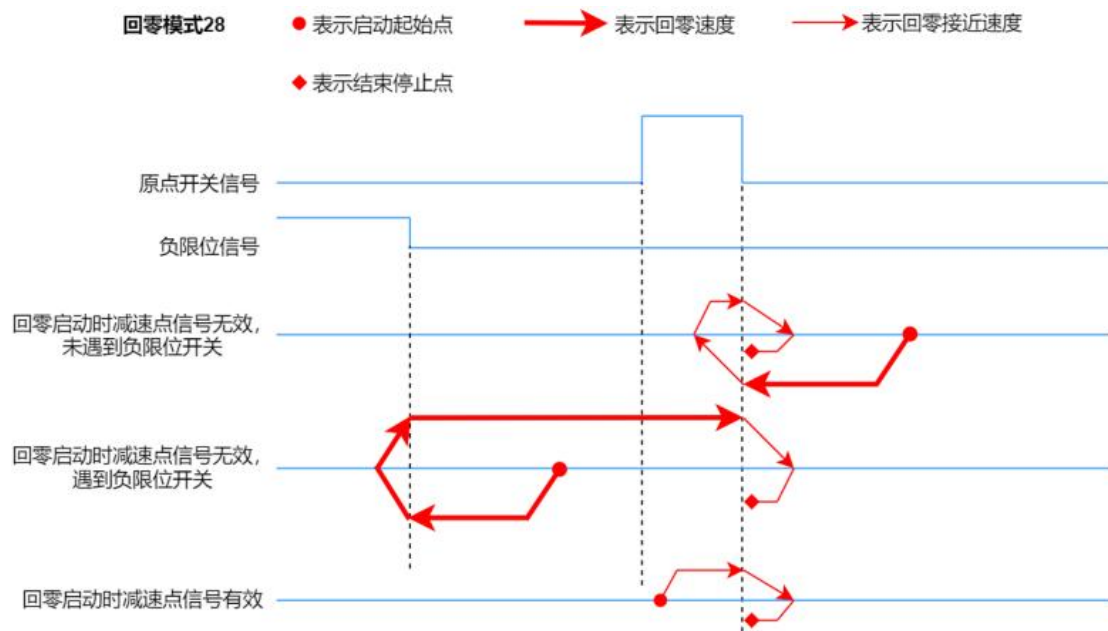 回零模式28
表示启动起始点
表示回零速度
表示回零接近速度
表示结束停止点
原点开关信号
负限位信号
回零启动时减速点信号无效，
未遇到负限位开关
回零启动时减速点信号无效，
遇到负限位开关
回零启动时减速点信号有效